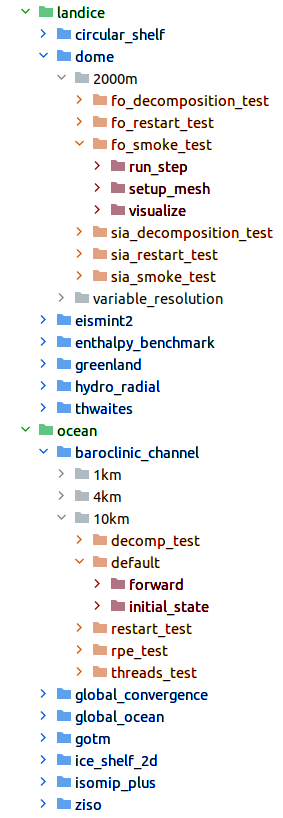 landice
circular_shelf
dome
2000m
fo_decomposition_test
fo_restart_test
fo_smoke_test
run_step
setup_mesh
visualize
sia_decomposition_test
sia_restart_test
sia_smoke_test
variable_resolution
eismint2
enthalpy_benchmark
greenland
hydro_radial
thwaites
ocean
baroclinic_channel
1km
4km
10km
decomp_test
default
forward
initial_state
restart_test
rpe_test
threads_test
global_convergence
global_ocean
gotm
ice_shelf_2d
isomip_plus
ziso